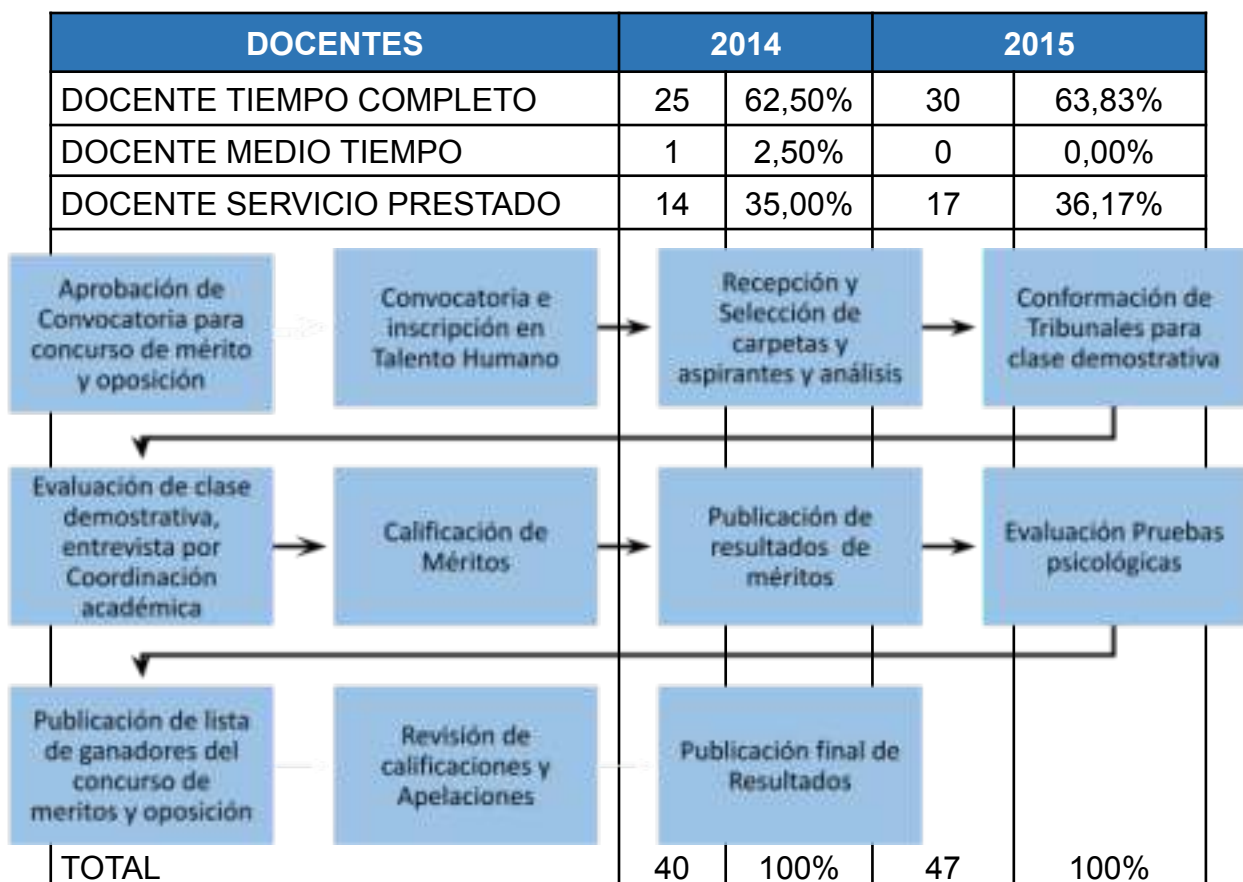 DOCENTES 2014 2015
DOCENTE TIEMPO COMPLETO 25 62,50% 30 63,83%
DOCENTE MEDIO TIEMPO 1 2,50% 0 0,00%
DOCENTE SERVICIO PRESTADO 14 35,00% 17 36,17%
Aprobación de
Convocatoria para
concurso de mérito
y oposición
Convocatoria e
inscripción en
Talento Humano
Recepción y
Selección de
carpetas y
aspirantes y análisis
Conformación de
Tribunales para
clase demostrativa
Evaluación de clase
demostrativa,
entrevista por
Coordinación
académica
Calificación de
Méritos
Publicación de
resultados de
méritos
Evaluación Pruebas
psicológicas
Publicación de lista
de ganadores del
concurso de
meritos y oposición
Revisión de
calificaciones y
Apelaciones
Publicación final de
Resultados
TOTAL 40 100% 47 100%